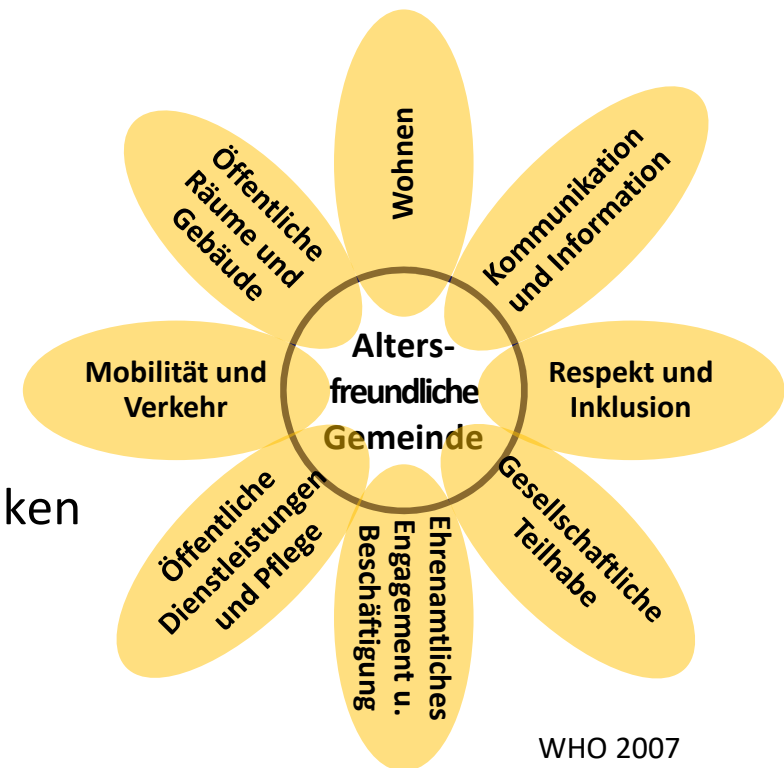 Wohnen
Kommunikation
und Information
Respekt und
Inklusion
Gesellschaftliche
Teilhabe
Ehrenamtliches
Engagement u.
Beschäftigung
Öffentliche
Dienstleistungen
und Pflege
Mobilität und
Verkehr
Öffentliche
Räume und
Gebäude
Alters-
freundliche
Gemeinde
ken
WHO 2007